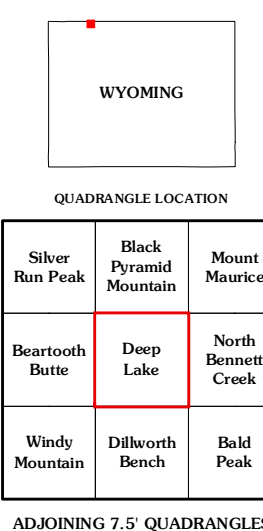 WYOMING
QUADRANGLE LOCATION
Silver
Run Peak
Black
Pyramid
Mountain
Mount
Maurice
Beartooth
Butte
Deep
Lake
North
Bennett
Creek
Windy
Mountain
Dillworth
Bench
Bald
Peak
ADJOINING 7.5' QUADRANGLES